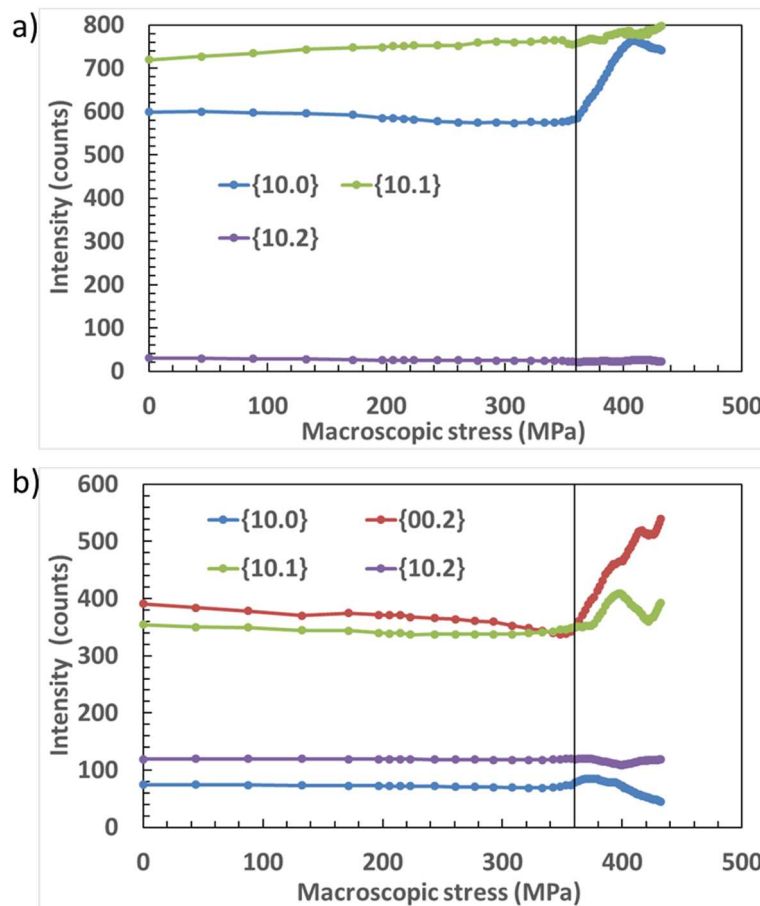 a)
800
700
600
500
400
300
200
100
0
Intensity (counts)
{10.0} {10.1}
{10.2}
0 100 200 300 400 500
Macroscopic stress (MPa)
b)
600
500
400
300
200
100
0
Intensity (counts)
{10.0} {00.2}
{10.1} {10.2}
0 100 200 300 400 500
Macroscopic stress (MPa)